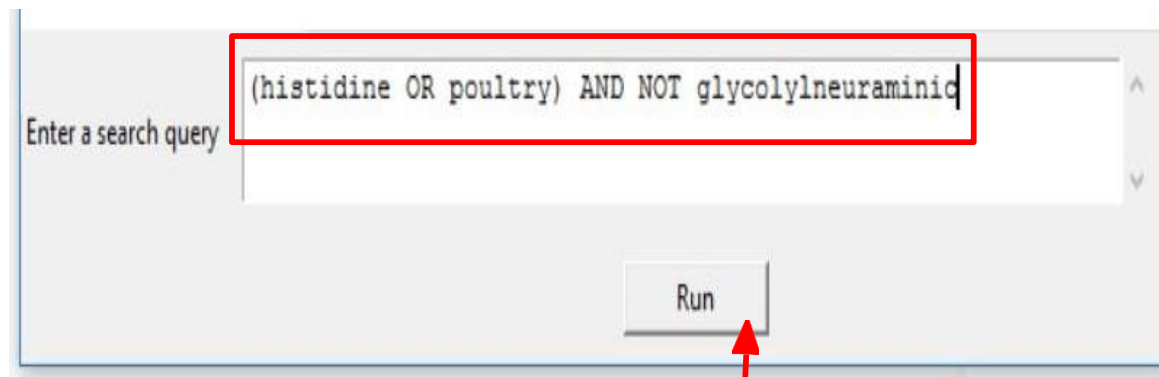 (histidine OR poultry) AND NOT glycolylneuraminic
Enter a search query
Run